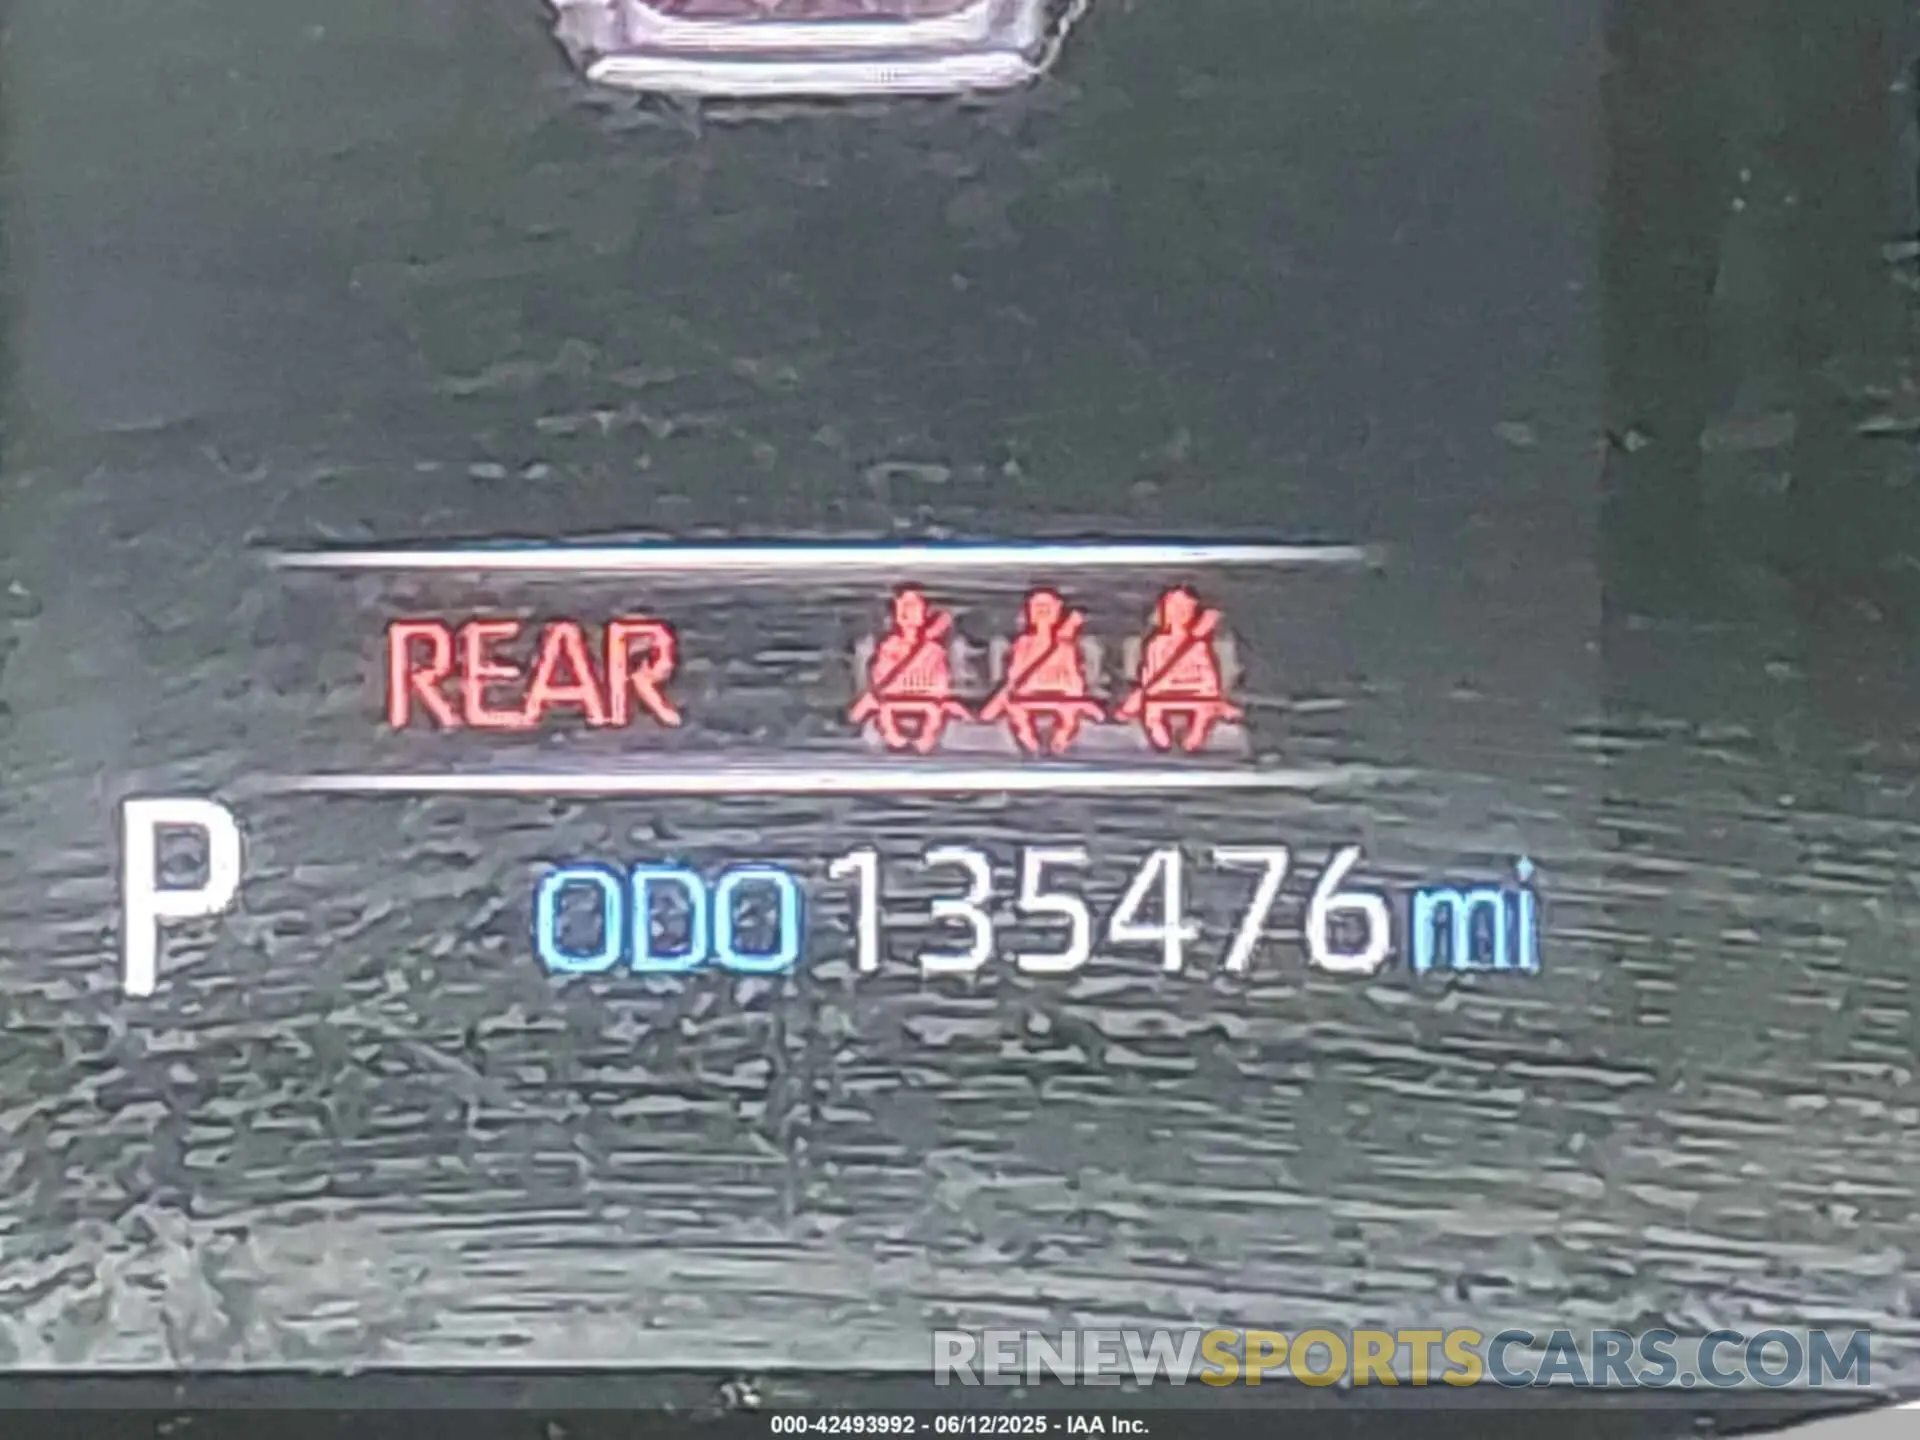 REAR
P ODO 135476 mi
RENEWSPORTSCARS.COM
000-42493992 - 06/12/2025 - IAA Inc.